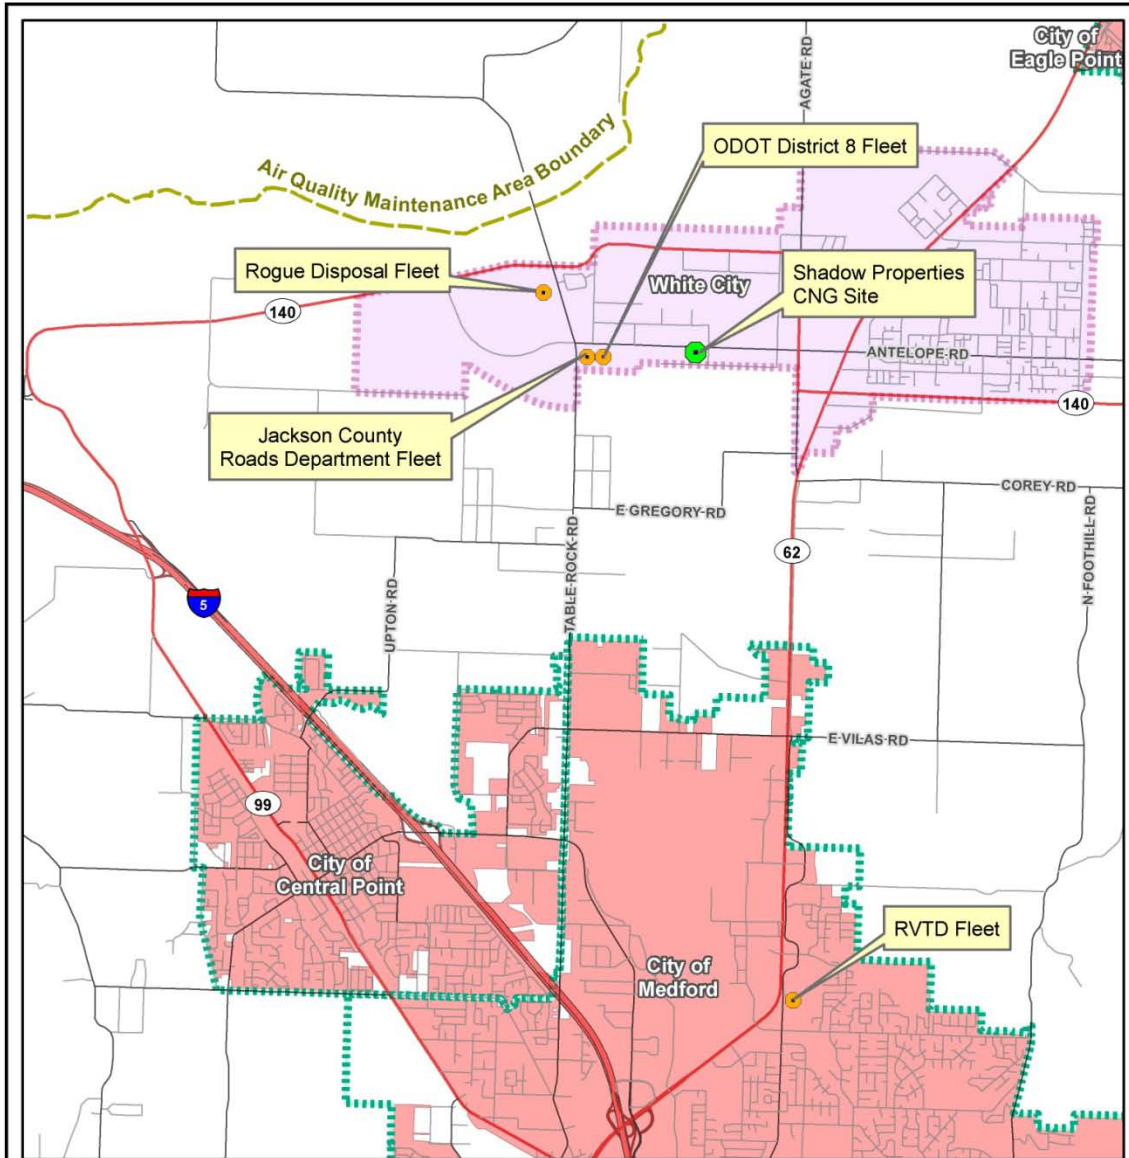 City of
Eagle Point
AGATE RD
Air Quality Maintenance Area Boundary
ODOT District 8 Fleet
Rogue Disposal Fleet
White City
Shadow Properties
CNG Site
140
ANTELOPE RD
140
Jackson County
Roads Department Fleet
COREY RD
E GREGORY RD
TABLE ROCK RD
62
N FOOTHILL RD
UPTON RD
5
E VILAS RD
99
City of
Central Point
RVTD Fleet
City of
Medford